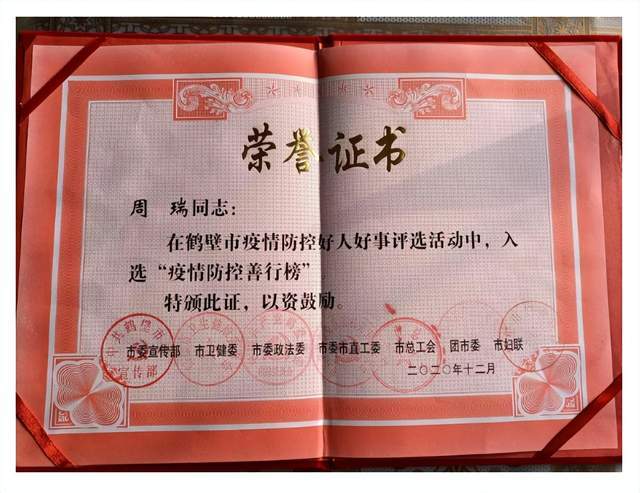 荣誉证书
周 瑞同志：
在鹤壁市疫情防控好人好事评选活动中，入
选“疫情防控善行榜”
特颁此证，以资鼓励。
市委宣传部 市卫健委 市委政法委 市委市直工委 市总工会 团市委 市妇联
二〇二〇年十二月